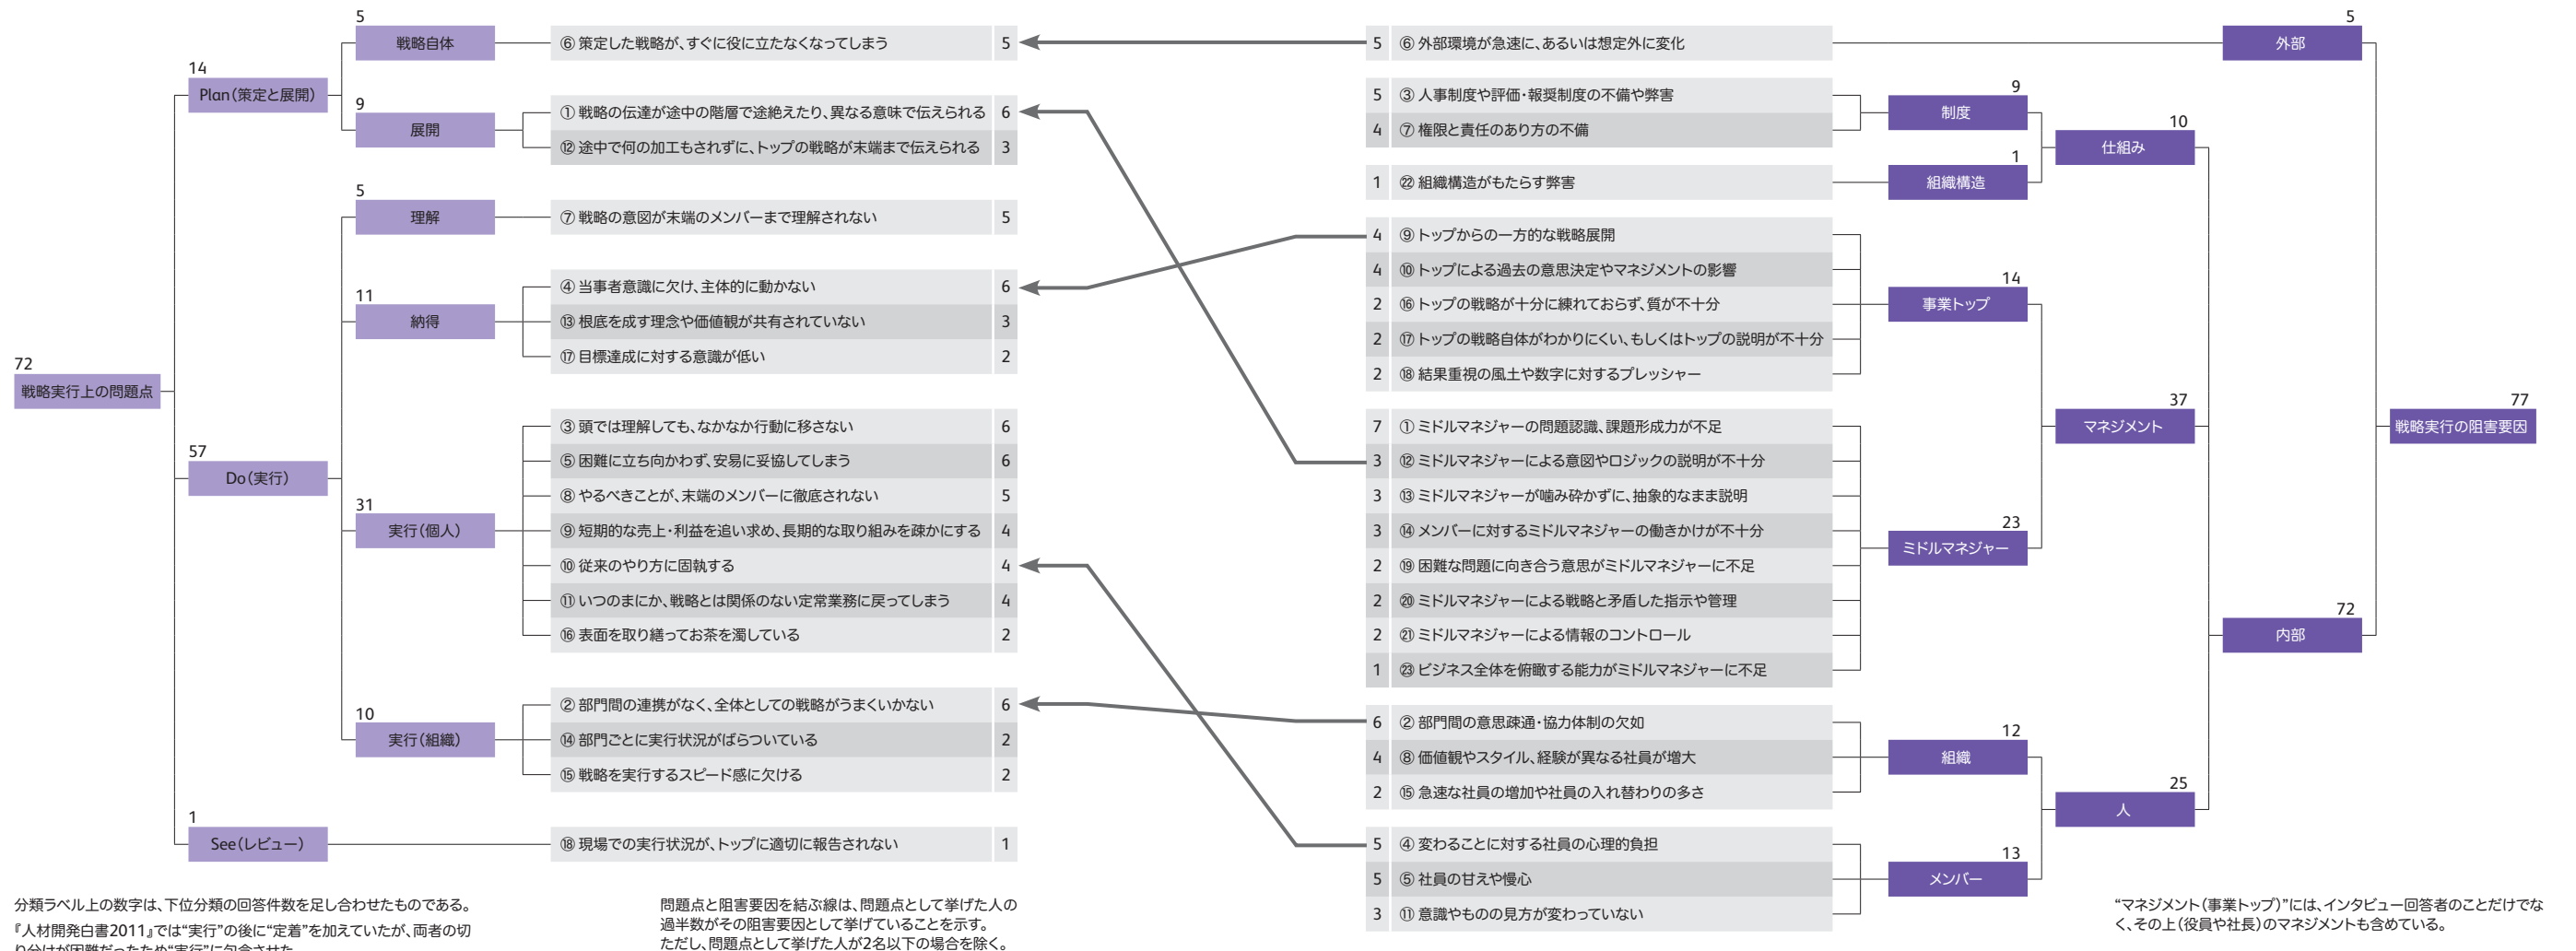 72
戦略実行上の問題点
14
Plan（策定と展開）
5
戦略自体
⑥ 策定した戦略が、すぐに役に立たなくなってしまう 5
9
展開
① 戦略の伝達が途中の階層で途絶えたり、異なる意味で伝えられる 6
⑫ 途中で何の加工もされずに、トップの戦略が末端まで伝えられる 3
57
Do（実行）
5
理解
⑦ 戦略の意図が末端のメンバーまで理解されない 5
11
納得
④ 当事者意識に欠け、主体的に動かない 6
⑬ 根底を成す理念や価値観が共有されていない 3
⑰ 目標達成に対する意識が低い 2
31
実行（個人）
③ 頭では理解しても、なかなか行動に移さない 6
⑤ 困難に立ち向かわず、安易に妥協してしまう 6
⑧ やるべきことが、末端のメンバーに徹底されない 5
⑨ 短期的な売上・利益を追い求め、長期的な取り組みを疎かにする 4
⑩ 従来のやり方に固執する 4
⑪ いつのまにか、戦略とは関係のない定常業務に戻ってしまう 4
⑯ 表面を取り繕ってお茶を濁している 2
10
実行（組織）
② 部門間の連携がなく、全体としての戦略がうまくいかない 6
⑭ 部門ごとに実行状況がばらついている 2
⑮ 戦略を実行するスピード感に欠ける 2
1
See（レビュー）
⑱ 現場での実行状況が、トップに適切に報告されない 1
5 ⑥ 外部環境が急速に、あるいは想定外に変化
5
外部
5 ③ 人事制度や評価・報奨制度の不備や弊害
4 ⑦ 権限と責任のあり方の不備
9
制度
1 ㉒ 組織構造がもたらす弊害
1
組織構造
10
仕組み
4 ⑨ トップからの一方的な戦略展開
4 ⑩ トップによる過去の意思決定やマネジメントの影響
2 ⑯ トップの戦略が十分に練れておらず、質が不十分
2 ⑰ トップの戦略自体がわかりにくい、もしくはトップの説明が不十分
2 ⑱ 結果重視の風土や数字に対するプレッシャー
14
事業トップ
7 ① ミドルマネジャーの問題認識、課題形成力が不足
3 ⑫ ミドルマネジャーによる意図やロジックの説明が不十分
3 ⑬ ミドルマネジャーが噛み砕かずに、抽象的なまま説明
3 ⑭ メンバーに対するミドルマネジャーの働きかけが不十分
2 ⑲ 困難な問題に向き合う意思がミドルマネジャーに不足
2 ⑳ ミドルマネジャーによる戦略と矛盾した指示や管理
2 ㉑ ミドルマネジャーによる情報のコントロール
1 ㉓ ビジネス全体を俯瞰する能力がミドルマネジャーに不足
23
ミドルマネジャー
37
マネジメント
6 ② 部門間の意思疎通・協力体制の欠如
4 ⑧ 価値観やスタイル、経験が異なる社員が増大
2 ⑮ 急速な社員の増加や社員の入れ替わりの多さ
12
組織
5 ④ 変わることに対する社員の心理的負担
5 ⑤ 社員の甘えや慢心
3 ⑪ 意識やものの見方が変わっていない
13
メンバー
25
人
72
内部
77
戦略実行の阻害要因
分類ラベル上の数字は、下位分類の回答件数を足し合わせたものである。
『人材開発白書2011』では“実行”の後に“定着”を加えていたが、両者の切
り分けが困難だったため“実行”に包含させた。
問題点と阻害要因を結ぶ線は、問題点として挙げた人の
過半数がその阻害要因として挙げていることを示す。
ただし、問題点として挙げた人が2名以下の場合を除く。
“マネジメント（事業トップ）”には、インタビュー回答者のことだけでな
く、その上（役員や社長）のマネジメントも含めている。